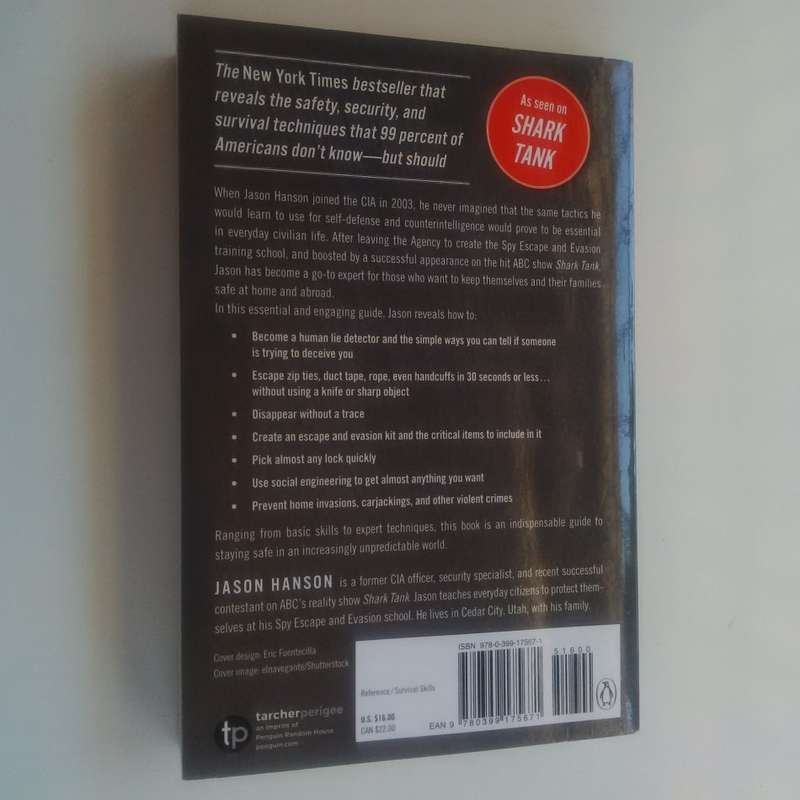 The New York Times bestseller that
reveals the safety, security, and
survival techniques that 99 percent of
Americans don't know—but should
As seen on
SHARK
TANK
When Jason Hanson joined the CIA in 2003, he never imagined that the same tactics he
would learn to use for self-defense and counterintelligence would prove to be essential
in everyday civilian life. After leaving the Agency to create the Spy Escape and Evasion
training school, and boosted by a successful appearance on the hit ABC show Shark Tank,
Jason has become a go-to expert for those who want to keep themselves and their families
safe at home and abroad.
In this essential and engaging guide, Jason reveals how to:
• Become a human lie detector and the simple ways you can tell if someone
is trying to deceive you
• Escape zip ties, duct tape, rope, even handcuffs in 30 seconds or less...
without using a knife or sharp object
• Disappear without a trace
• Create an escape and evasion kit and the critical items to include in it
• Pick almost any lock quickly
• Use social engineering to get almost anything you want
• Prevent home invasions, carjackings, and other violent crimes
Ranging from basic skills to expert techniques, this book is an indispensable guide to
staying safe in an increasingly unpredictable world.
JASON HANSON is a former CIA officer, security specialist, and recent successful
contestant on ABC's reality show Shark Tank. Jason teaches everyday citizens to protect them-
selves at his Spy Escape and Evasion school. He lives in Cedar City, Utah, with his family.
Cover design: Eric Fuentecilla
Cover image: elnavegante/Shutterstock
tp
tarcherperigee
an imprint of
Penguin Random House
penguin.com
Reference/Survival Skills
U.S. $16.00
CAN $22.00
ISBN 978-0-399-17567-1
51600
EAN 9 780399 175671